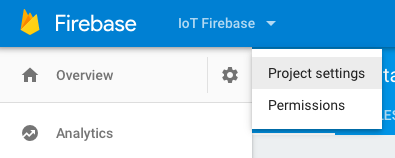 Firebase
IoT Firebase
Overview
Project settings
Permissions
Analytics